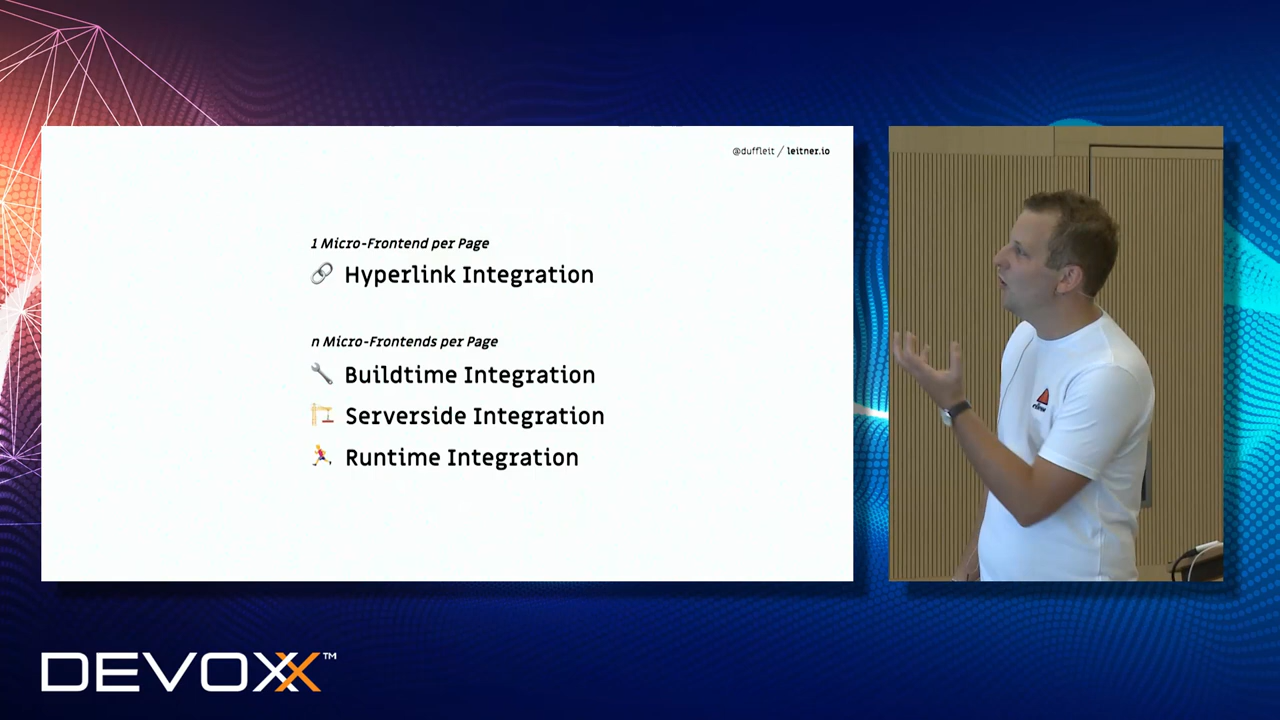 @duffleit / leitner.io
1 Micro-Frontend per Page
Hyperlink Integration
n Micro-Frontends per Page
Buildtime Integration
Serverside Integration
Runtime Integration
DEVOXX™